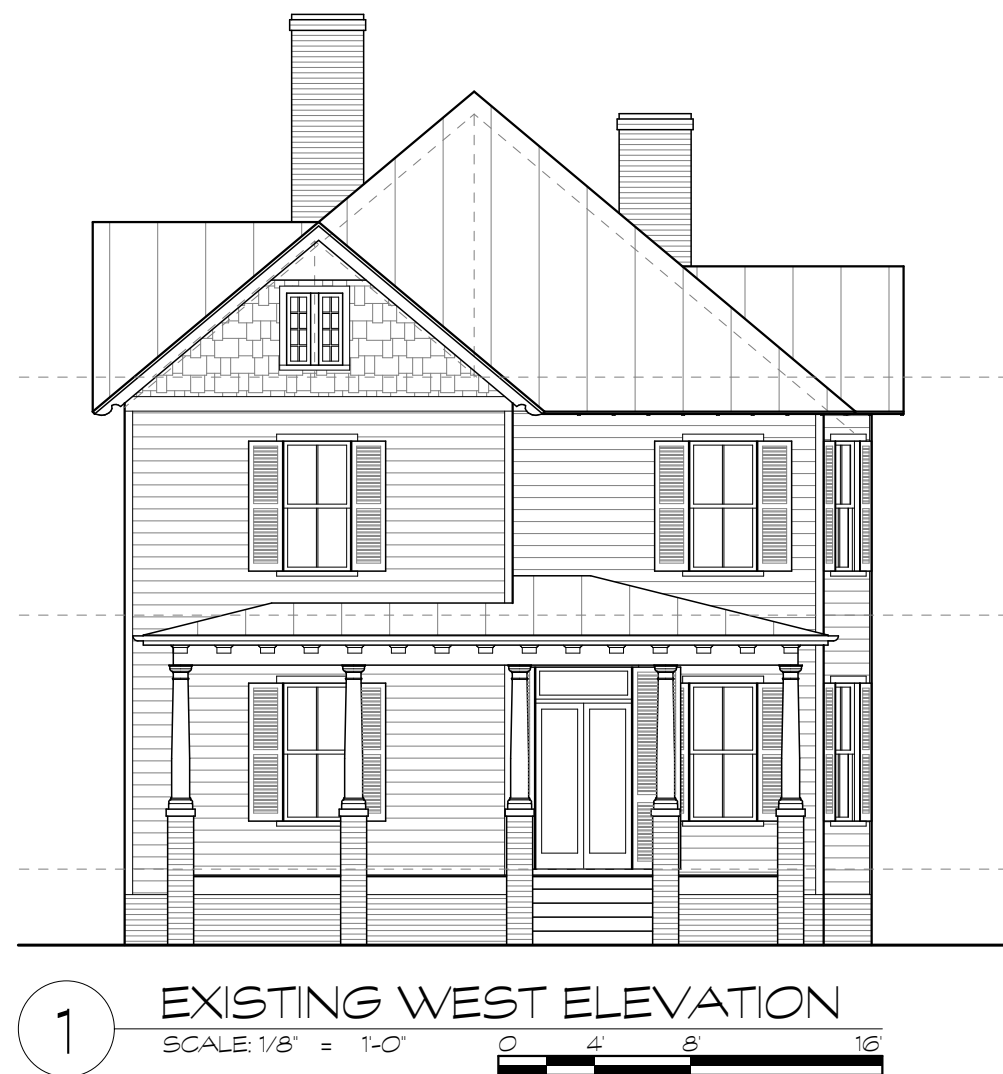 1
EXISTING WEST ELEVATION
SCALE: 1/8" = 1'-0"
0 4' 8' 16'